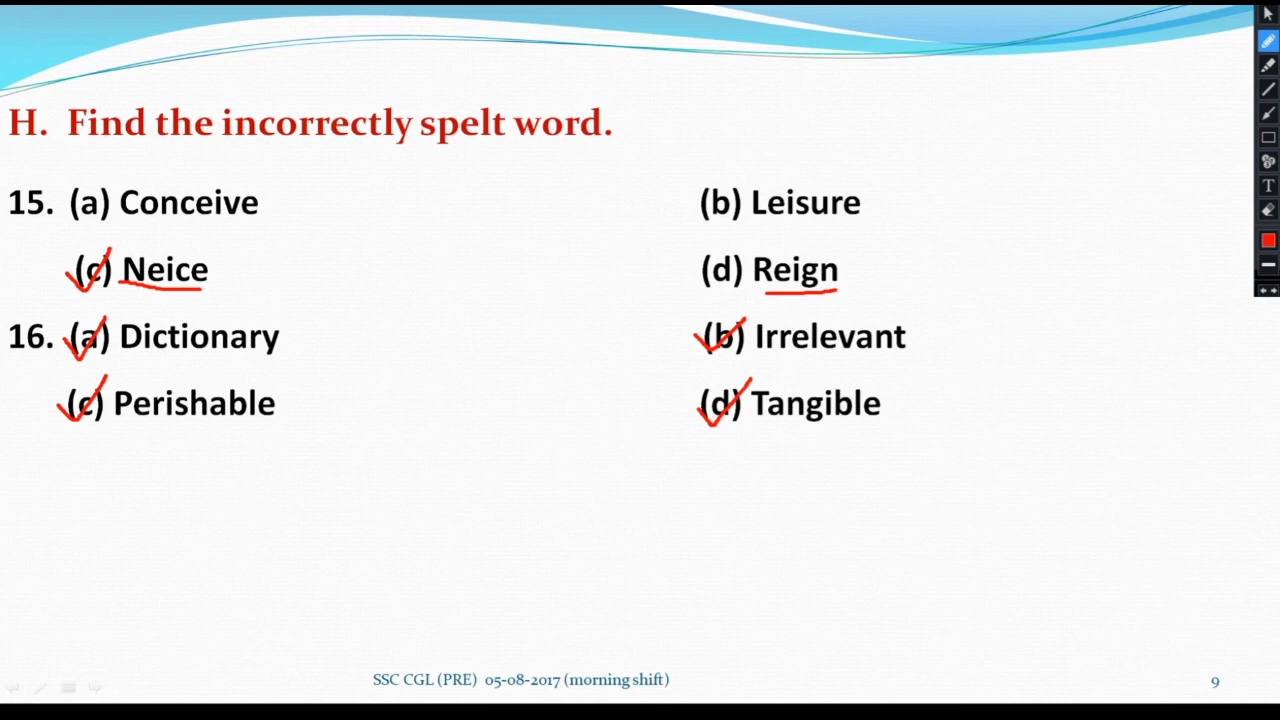 H. Find the incorrectly spelt word.
15. (a) Conceive (b) Leisure
(c) Neice (d) Reign
16. (a) Dictionary (b) Irrelevant
(c) Perishable (d) Tangible
SSC CGL (PRE) 05-08-2017 (morning shift) 9